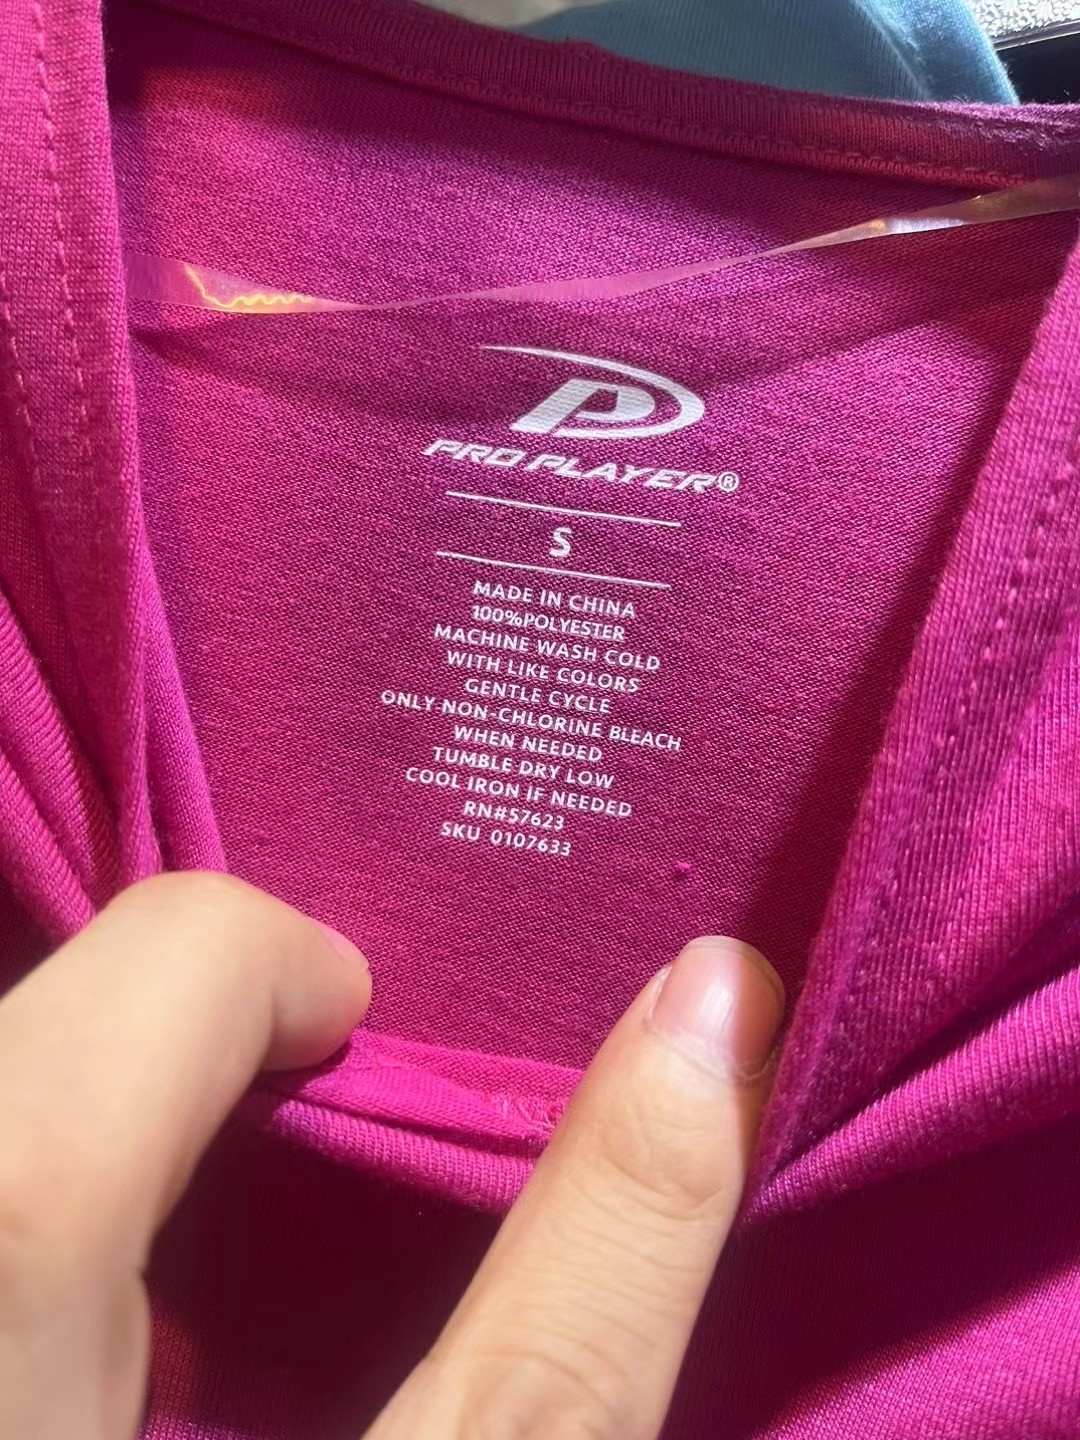 PRO PLAYER®
S
MADE IN CHINA
100%POLYESTER
MACHINE WASH COLD
WITH LIKE COLORS
GENTLE CYCLE
ONLY NON-CHLORINE BLEACH
WHEN NEEDED
TUMBLE DRY LOW
COOL IRON IF NEEDED
RN#57623
SKU 0107633